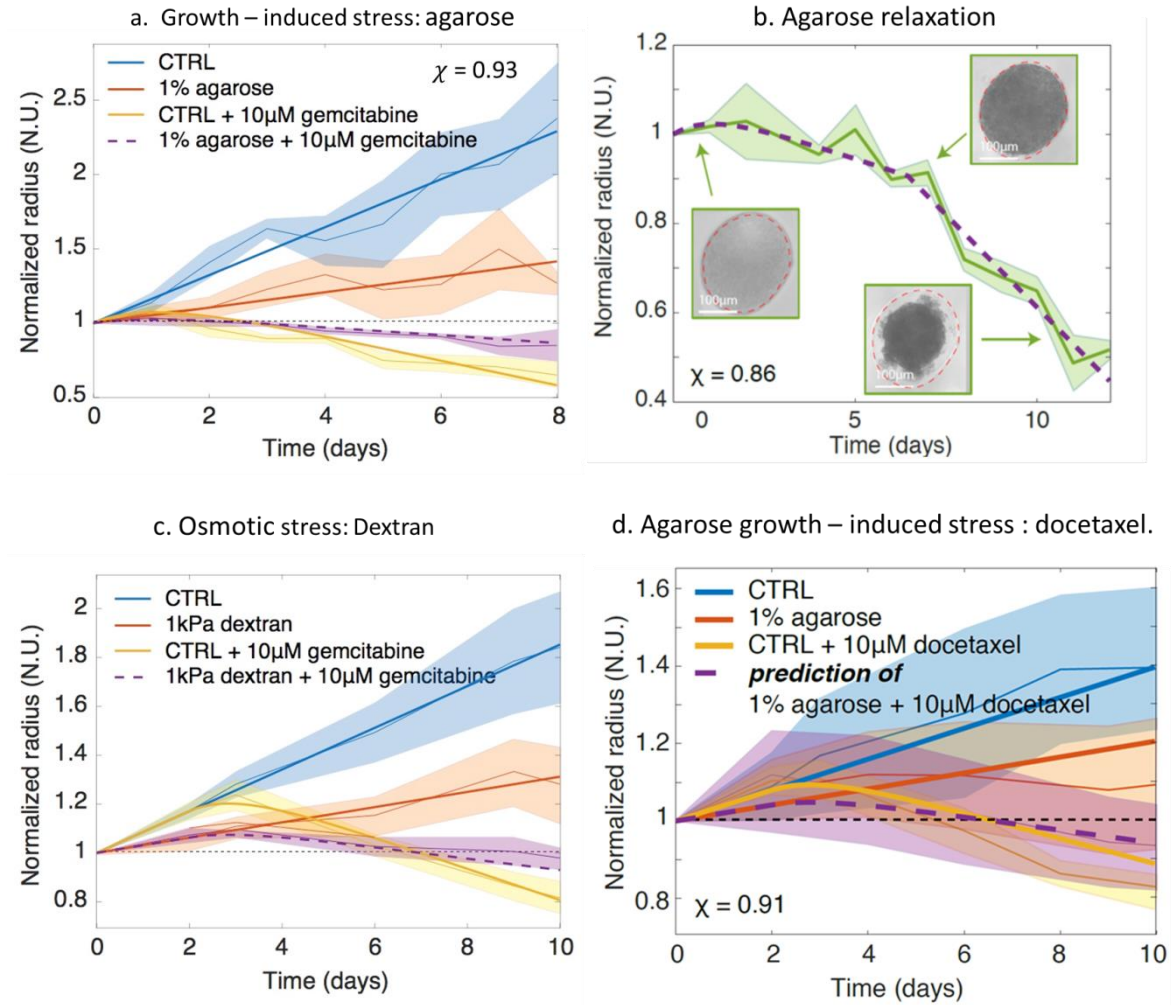 a. Growth – induced stress: agarose
CTRL
1% agarose
CTRL + 10μM gemcitabine
1% agarose + 10μM gemcitabine
χ = 0.93
Normalized radius (N.U.)
2.5
2
1.5
1
0.5
0 2 4 6 8
Time (days)
b. Agarose relaxation
Normalized radius (N.U.)
1.2
1
0.8
0.6
0.4
100μm
100μm
100μm
χ = 0.86
0 5 10
Time (days)
c. Osmotic stress: Dextran
CTRL
1kPa dextran
CTRL + 10μM gemcitabine
1kPa dextran + 10μM gemcitabine
Normalized radius (N.U.)
2
1.8
1.6
1.4
1.2
1
0.8
0 2 4 6 8 10
Time (days)
d. Agarose growth – induced stress : docetaxel.
CTRL
1% agarose
CTRL + 10μM docetaxel
prediction of
1% agarose + 10μM docetaxel
Normalized radius (N.U.)
1.6
1.4
1.2
1
0.8
χ = 0.91
0 2 4 6 8 10
Time (days)